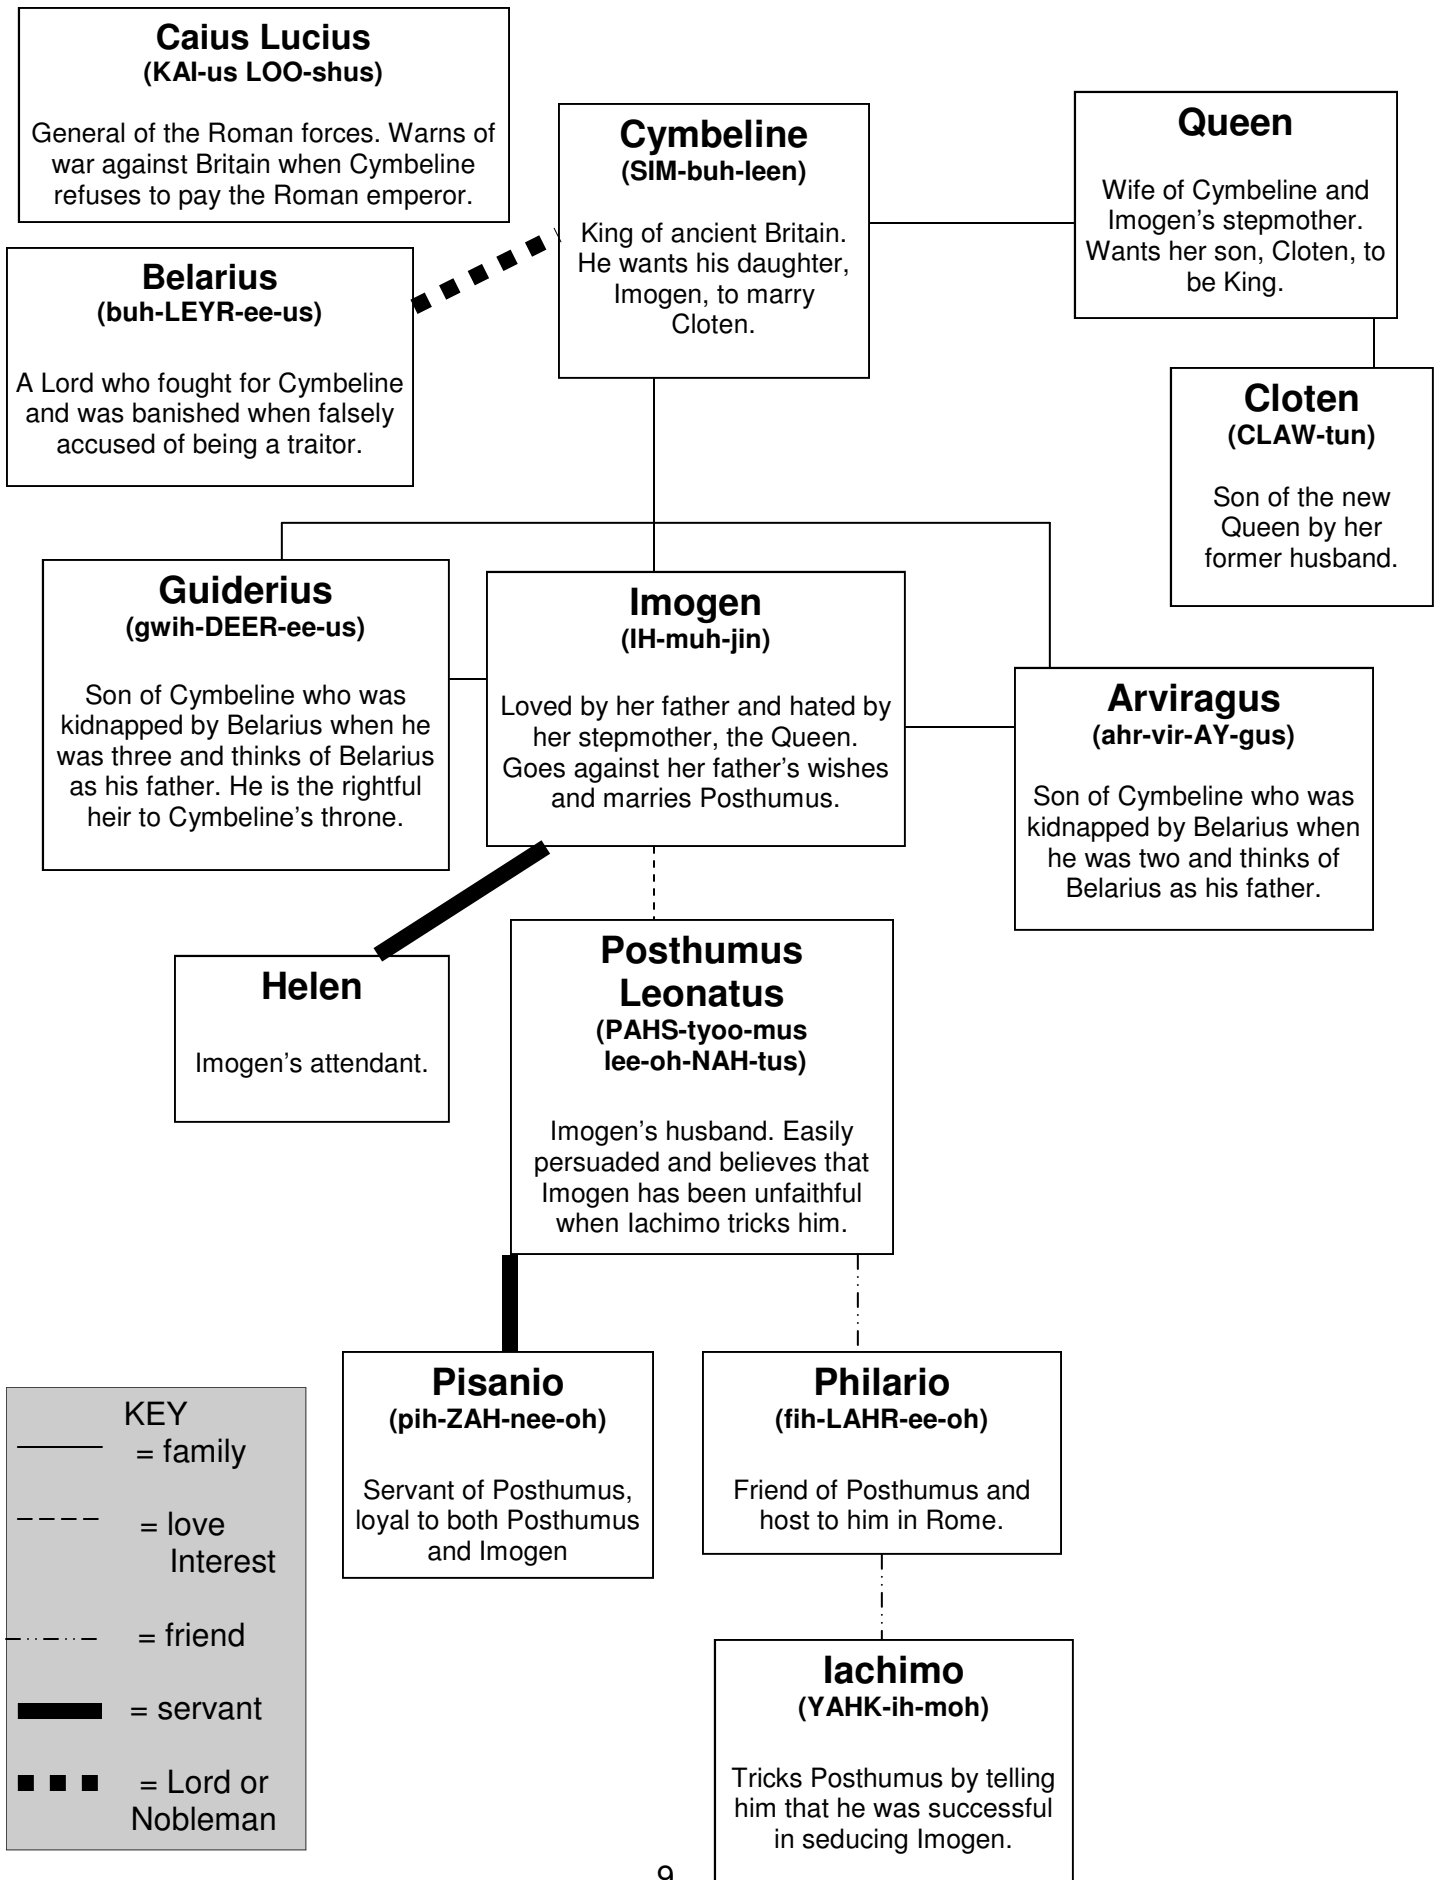 Caius Lucius
(KAI-us LOO-shus)
General of the Roman forces. Warns of
war against Britain when Cymbeline
refuses to pay the Roman emperor.
Cymbeline
(SIM-buh-leen)
King of ancient Britain.
He wants his daughter,
Imogen, to marry
Cloten.
Queen
Wife of Cymbeline and
Imogen’s stepmother.
Wants her son, Cloten, to
be King.
Belarius
(buh-LEYR-ee-us)
A Lord who fought for Cymbeline
and was banished when falsely
accused of being a traitor.
Cloten
(CLAW-tun)
Son of the new
Queen by her
former husband.
Guiderius
(gwih-DEER-ee-us)
Son of Cymbeline who was
kidnapped by Belarius when he
was three and thinks of Belarius
as his father. He is the rightful
heir to Cymbeline’s throne.
Imogen
(IH-muh-jin)
Loved by her father and hated by
her stepmother, the Queen.
Goes against her father’s wishes
and marries Posthumus.
Arviragus
(ahr-vir-AY-gus)
Son of Cymbeline who was
kidnapped by Belarius when
he was two and thinks of
Belarius as his father.
Helen
Imogen’s attendant.
Posthumus
Leonatus
(PAHS-tyoo-mus
lee-oh-NAH-tus)
Imogen’s husband. Easily
persuaded and believes that
Imogen has been unfaithful
when Iachimo tricks him.
Pisanio
(pih-ZAH-nee-oh)
Servant of Posthumus,
loyal to both Posthumus
and Imogen
Philario
(fih-LAHR-ee-oh)
Friend of Posthumus and
host to him in Rome.
KEY
= family
= love
Interest
= friend
= servant
= Lord or
Nobleman
Iachimo
(YAHK-ih-moh)
Tricks Posthumus by telling
him that he was successful
in seducing Imogen.
9